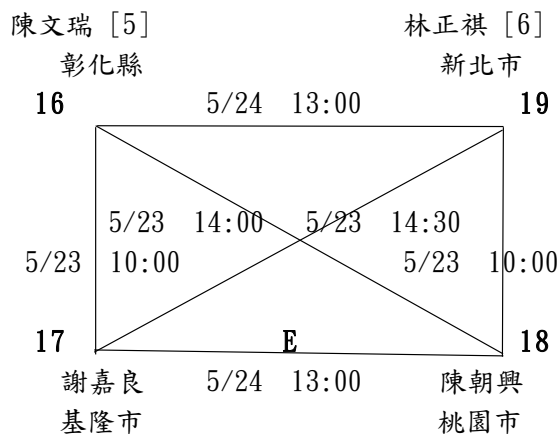 陳文瑞 [5] 林正祺 [6]
彰化縣 新北市
16 5/24 13:00 19
5/23 14:00 5/23 14:30
5/23 10:00 5/23 10:00
17 E 18
謝嘉良 5/24 13:00 陳朝興
基隆市 桃園市